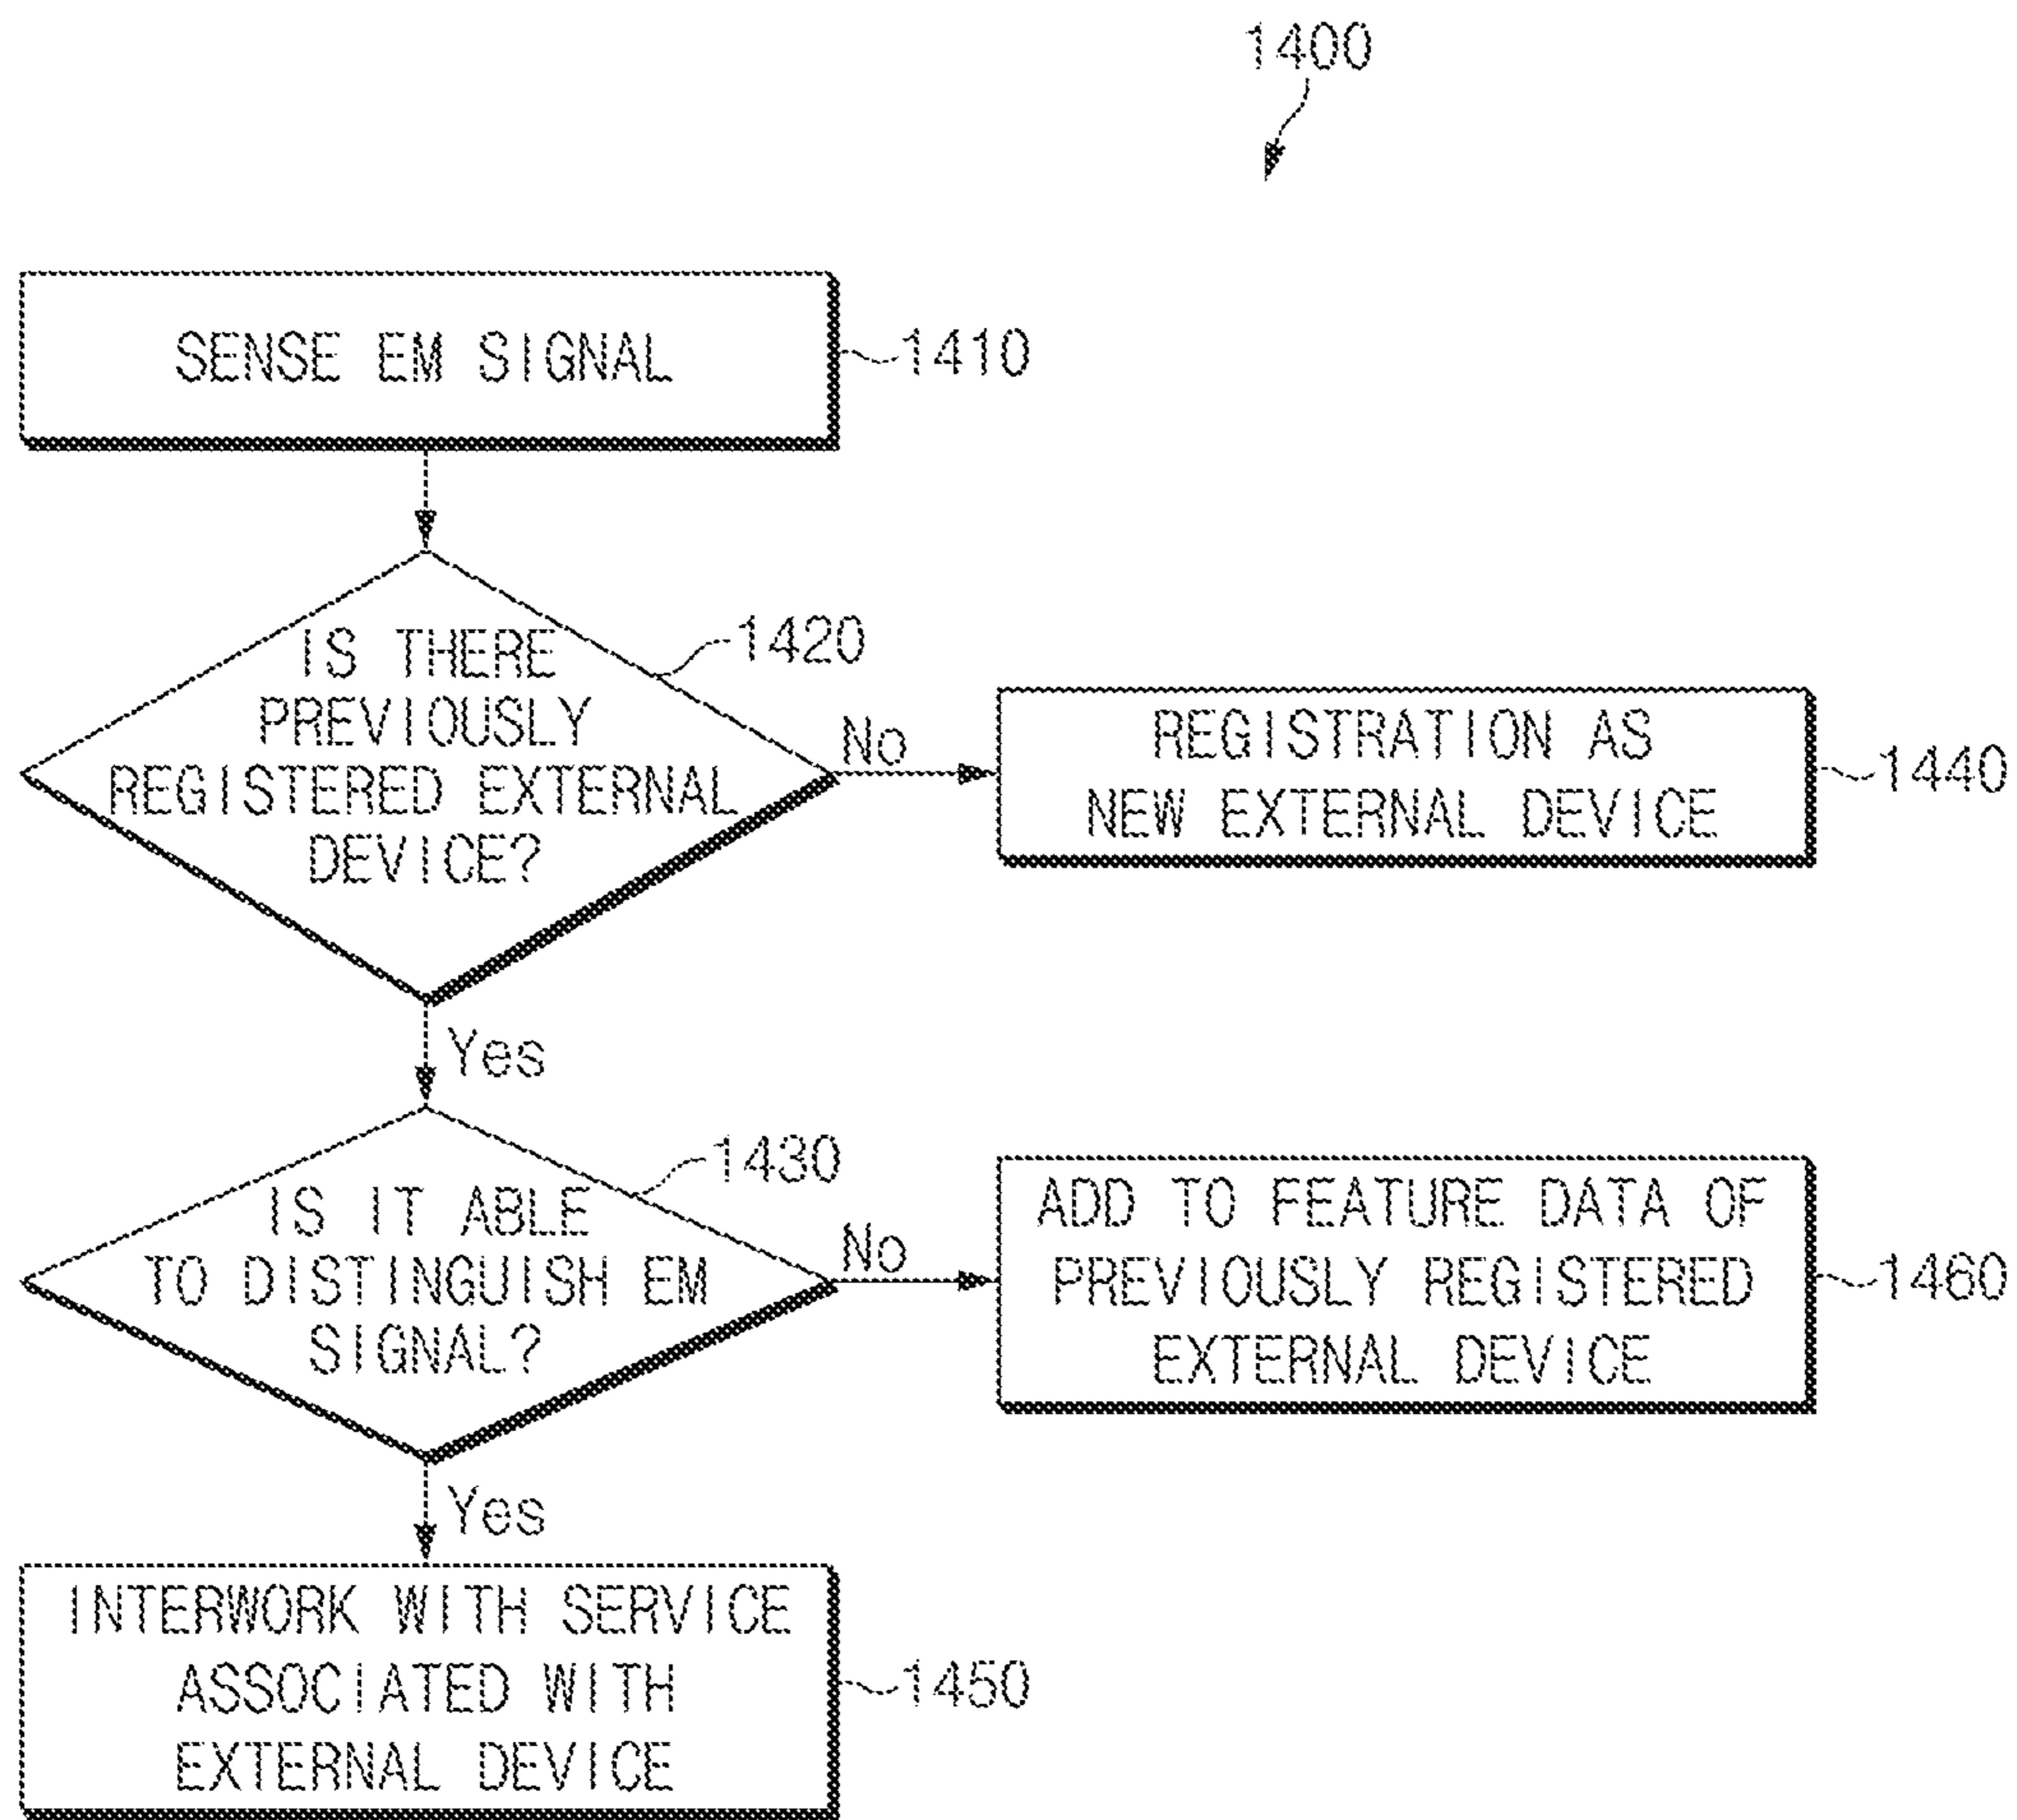 1400
SENSE EM SIGNAL
1410
IS THERE
PREVIOUSLY
REGISTERED EXTERNAL
DEVICE?
1420
No
REGISTRATION AS
NEW EXTERNAL DEVICE
1440
Yes
IS IT ABLE
TO DISTINGUISH EM
SIGNAL?
1430
No
ADD TO FEATURE DATA OF
PREVIOUSLY REGISTERED
EXTERNAL DEVICE
1460
Yes
INTERWORK WITH SERVICE
ASSOCIATED WITH
EXTERNAL DEVICE
1450